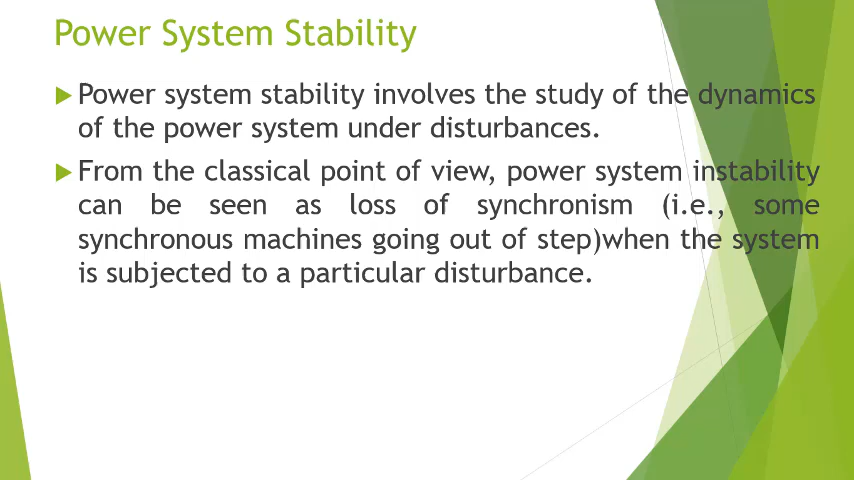 Power System Stability
Power system stability involves the study of the dynamics
of the power system under disturbances.
From the classical point of view, power system instability
can be seen as loss of synchronism (i.e., some
synchronous machines going out of step)when the system
is subjected to a particular disturbance.